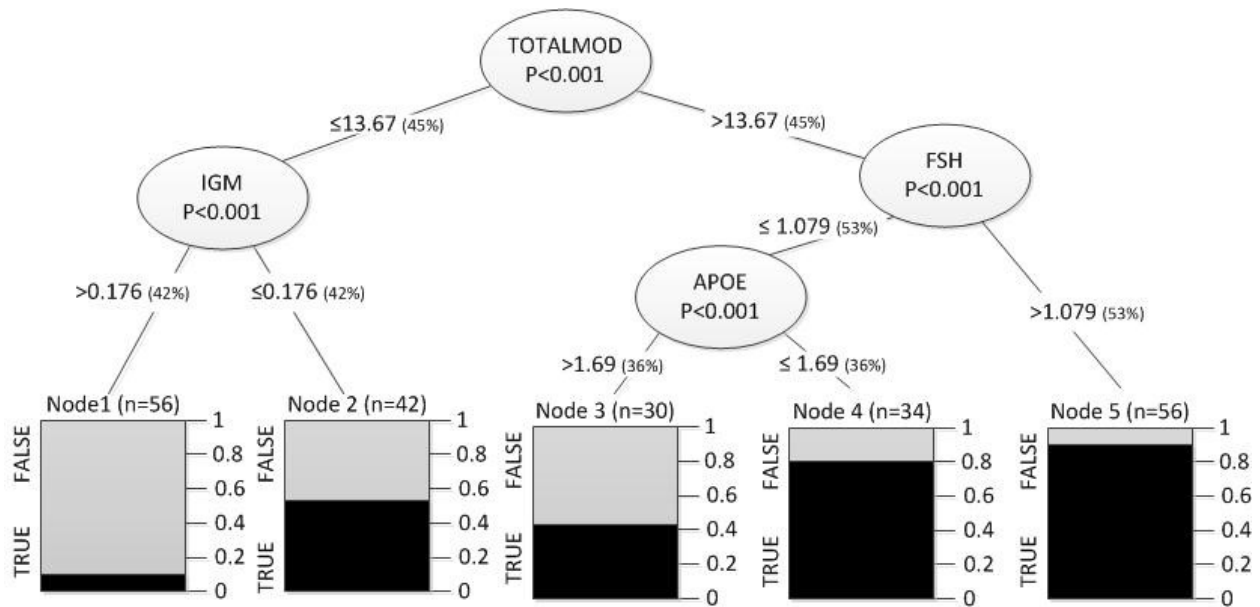 TOTALMOD
P<0.001
≤13.67 (45%)
>13.67 (45%)
IGM
P<0.001
FSH
P<0.001
≤ 1.079 (53%)
>0.176 (42%)
≤0.176 (42%)
APOE
P<0.001
>1.079 (53%)
>1.69 (36%)
≤ 1.69 (36%)
Node1 (n=56)
FALSE
TRUE
1
0.8
0.6
0.4
0.2
0
Node 2 (n=42)
FALSE
TRUE
1
0.8
0.6
0.4
0.2
0
Node 3 (n=30)
FALSE
TRUE
1
0.8
0.6
0.4
0.2
0
Node 4 (n=34)
FALSE
TRUE
1
0.8
0.6
0.4
0.2
0
Node 5 (n=56)
FALSE
TRUE
1
0.8
0.6
0.4
0.2
0